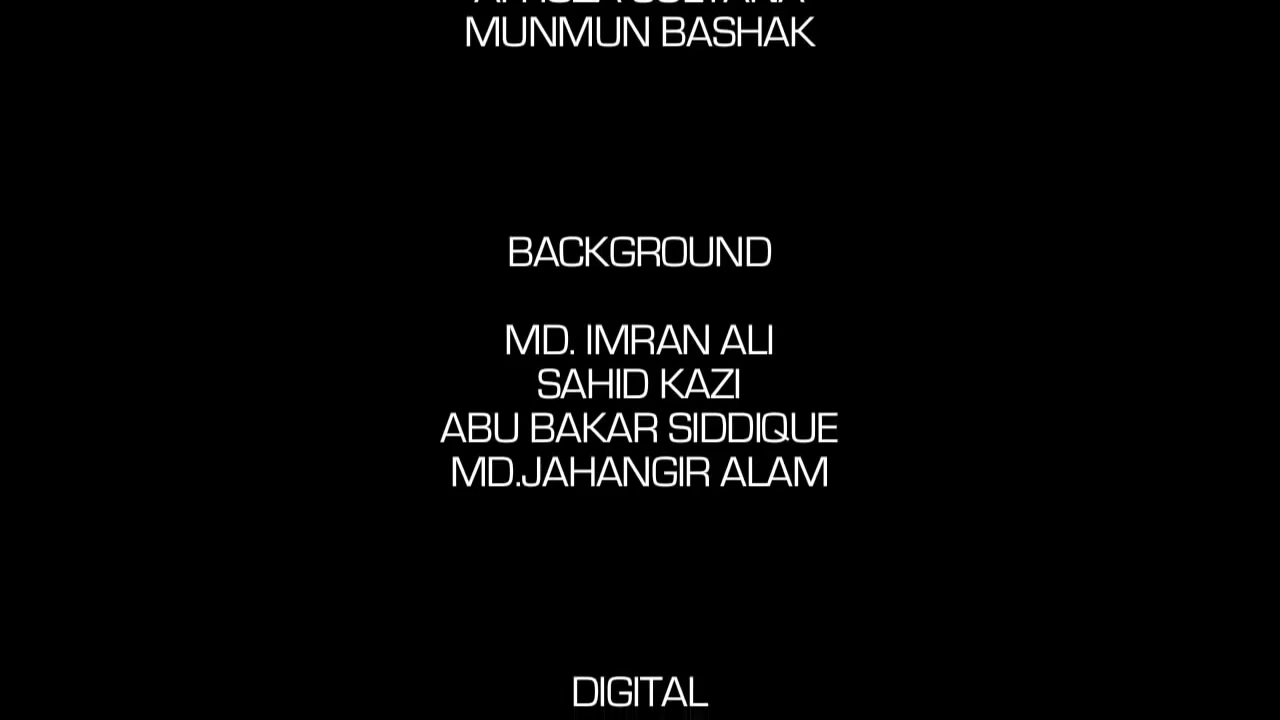 MUNMUN BASHAK
BACKGROUND
MD. IMRAN ALI
SAHID KAZI
ABU BAKAR SIDDIQUE
MD.JAHANGIR ALAM
DIGITAL